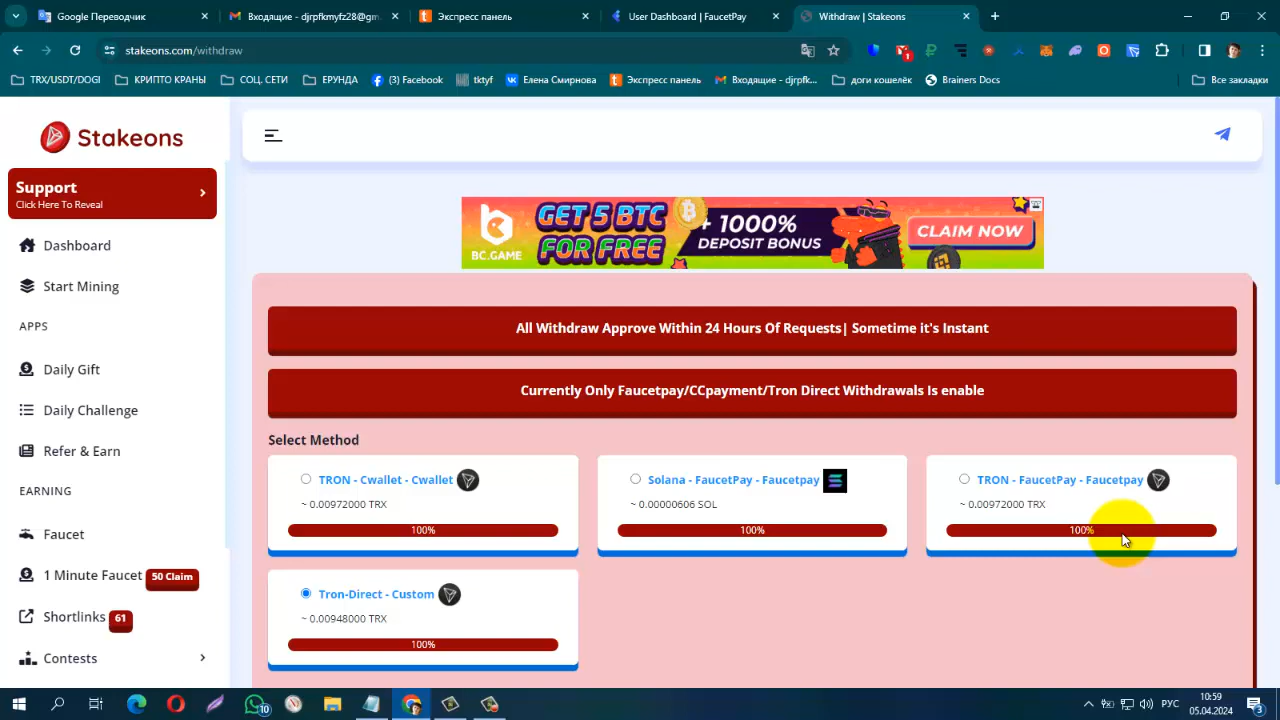 Google Переводчик
Входящие - djrpfkmyfz28@gm
Экспресс панель
User Dashboard | FaucetPay
Withdraw | Stakeons
stakeons.com/withdraw
1
TRX/USDT/DOGI
КРИПТО КРАНЫ
СОЦ. СЕТИ
ЕРУНДА
(3) Facebook
tktyf
Елена Смирнова
Экспресс панель
Входящие - djrpfk...
доги кошелёк
Brainers Docs
Все закладки
Stakeons
Support
Click Here To Reveal
Dashboard
Start Mining
APPS
Daily Gift
Daily Challenge
Refer & Earn
EARNING
Faucet
1 Minute Faucet 50 Claim
Shortlinks 61
Contests
BC.GAME
GET 5 BTC
FOR FREE
+ 1000%
DEPOSIT BONUS
CLAIM NOW
All Withdraw Approve Within 24 Hours Of Requests| Sometime it's Instant
Currently Only Faucetpay/CCpayment/Tron Direct Withdrawals Is enable
Select Method
TRON - Cwallet - Cwallet
~ 0.00972000 TRX
100%
Solana - FaucetPay - Faucetpay
~ 0.00000606 SOL
100%
TRON - FaucetPay - Faucetpay
~ 0.00972000 TRX
100%
Tron-Direct - Custom
~ 0.00948000 TRX
100%
10
РУС
10:59
05.04.2024
3